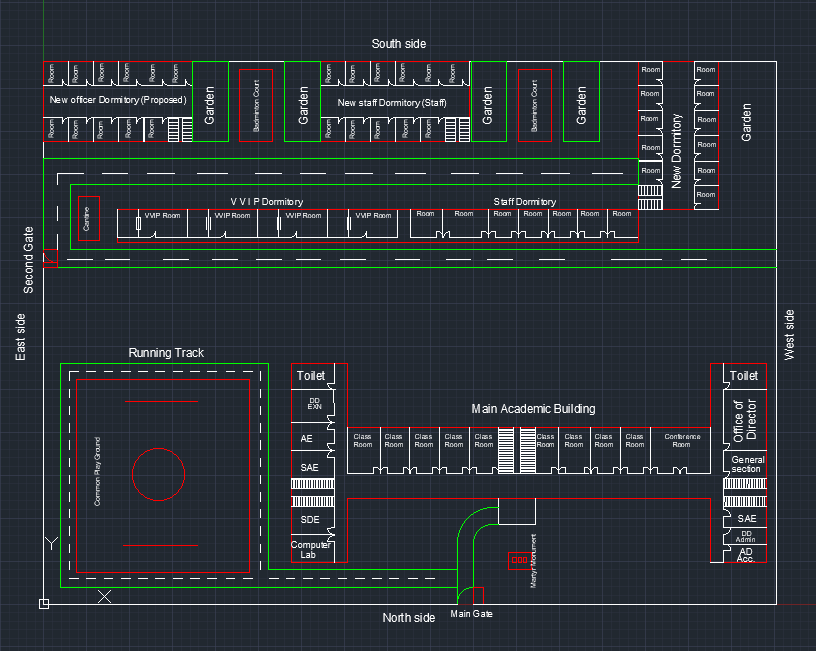 South side
Room Room Room Room Room Room
New officer Dormitory (Proposed)
Room Room Room Room Room
Garden
Badminton Court
Garden
Room Room Room Room Room Room
New staff Dormitory (Staff)
Room Room Room Room Room
Garden
Badminton Court
Garden
Room
Room
Room
Room
Room
New Dormitory
Room
Room
Room
Room
Room
Room
Garden
Cantine
V V I P Dormitory
VVIP Room VVIP Room VVIP Room VVIP Room
Staff Dormitory
Room Room Room Room Room Room Room
Second Gate
East side
West side
Running Track
Common Play Ground
Toilet
DD
EXN
AE
SAE
SDE
Computer
Lab
Main Academic Building
Class Class Class Class Class Class Class Class Class Conference
Room Room Room Room Room Room Room Room Room Room
Toilet
Office of
Director
General
section
SAE
DD
Admin
AD
Acc.
Martyr Monument
Y
X
North side
Main Gate